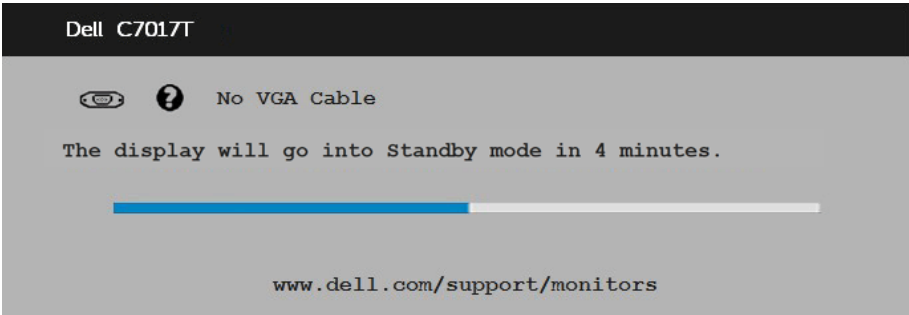 Dell C7017T
No VGA Cable
The display will go into Standby mode in 4 minutes.
www.dell.com/support/monitors